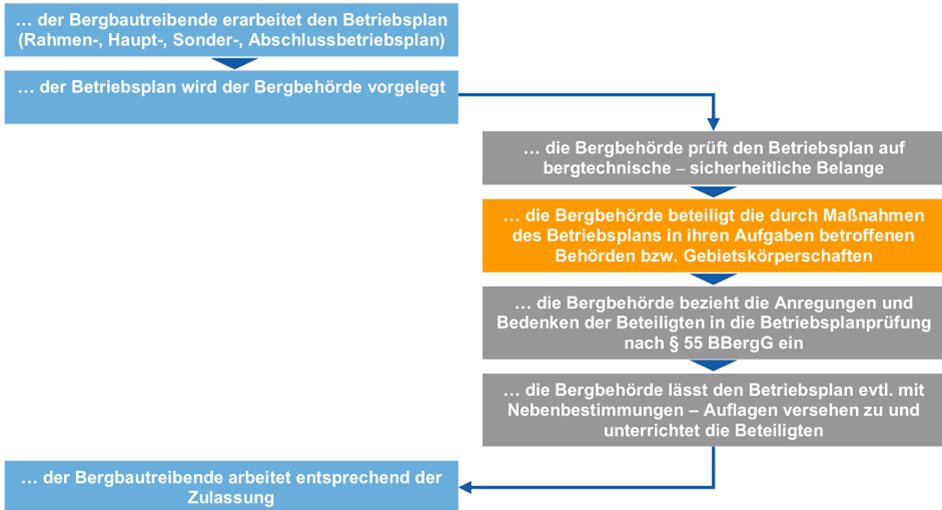 … der Bergbautreibende erarbeitet den Betriebsplan
(Rahmen-, Haupt-, Sonder-, Abschlussbetriebsplan)
… der Betriebsplan wird der Bergbehörde vorgelegt
… die Bergbehörde prüft den Betriebsplan auf
bergtechnische – sicherheitliche Belange
… die Bergbehörde beteiligt die durch Maßnahmen
des Betriebsplans in ihren Aufgaben betroffenen
Behörden bzw. Gebietskörperschaften
… die Bergbehörde bezieht die Anregungen und
Bedenken der Beteiligten in die Betriebsplanprüfung
nach § 55 BBergG ein
… die Bergbehörde lässt den Betriebsplan evtl. mit
Nebenbestimmungen – Auflagen versehen zu und
unterrichtet die Beteiligten
… der Bergbautreibende arbeitet entsprechend der
Zulassung